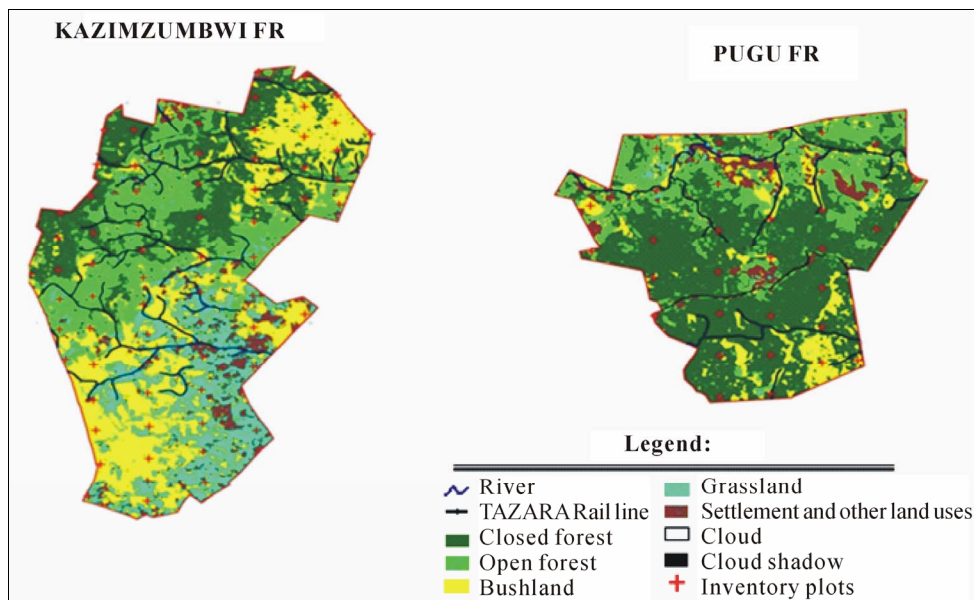 KAZIMZUMBWI FR
PUGU FR
Legend:
River
TAZARA Rail line
Closed forest
Open forest
Bushland
Grassland
Settlement and other land uses
Cloud
Cloud shadow
Inventory plots